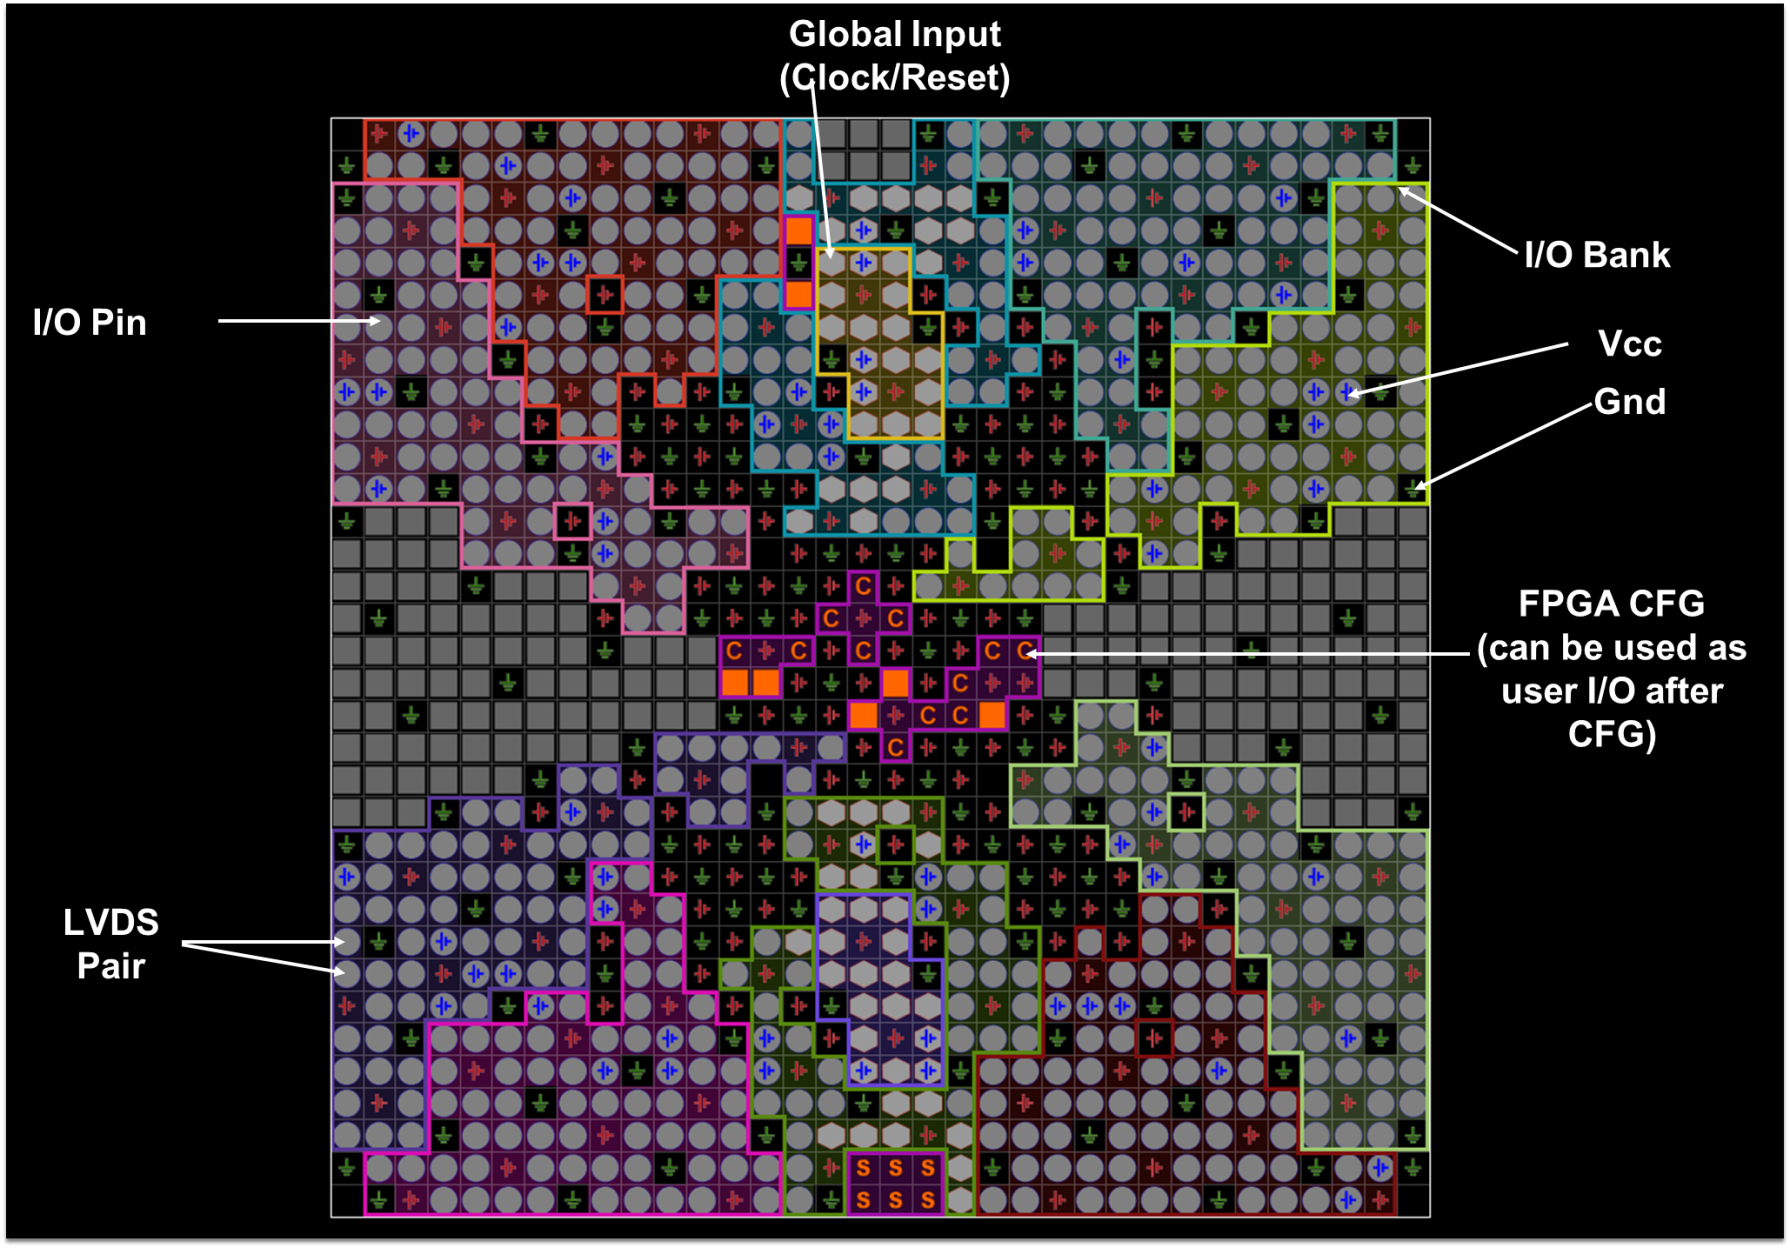 Global Input
(Clock/Reset)
I/O Bank
I/O Pin
Vcc
Gnd
C
C C
C C C C C
C
C C
C
FPGA CFG
(can be used as
user I/O after
CFG)
LVDS
Pair
S S S
S S S